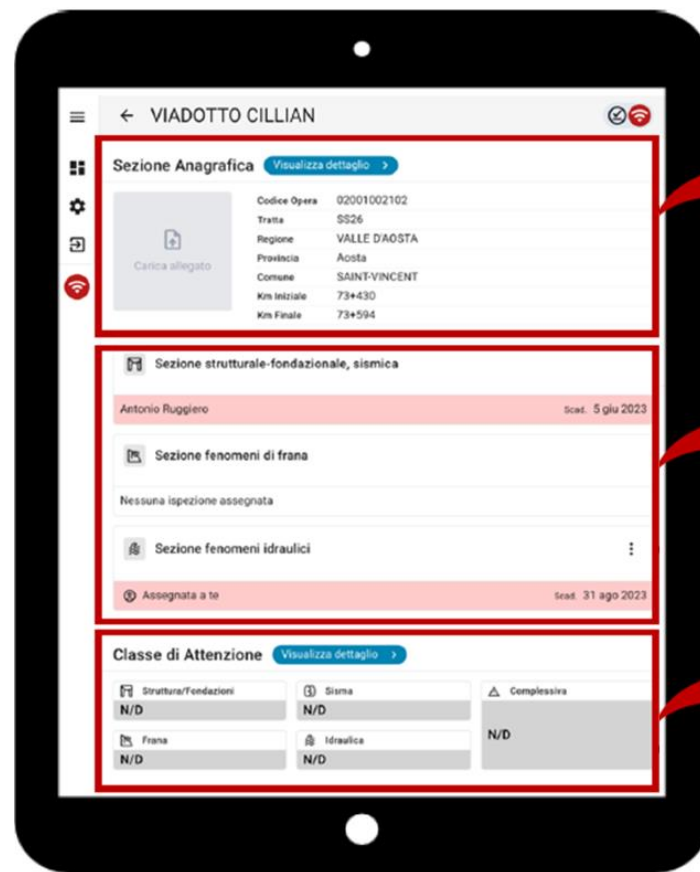 VIADOTTO CILLIAN
Sezione Anagrafica Visualizza dettaglio
Carica allegato
Codice Opera 02001002102
Tratta SS26
Regione VALLE D'AOSTA
Provincia Aosta
Comune SAINT-VINCENT
Km Iniziale 73+430
Km Finale 73+594
Sezione strutturale-fondazionale, sismica
Antonio Ruggiero Scad. 5 giu 2023
Sezione fenomeni di frana
Nessuna ispezione assegnata
Sezione fenomeni idraulici
Assegnata a te Scad. 31 ago 2023
Classe di Attenzione Visualizza dettaglio
Struttura/Fondazioni
N/D
Sisma
N/D
Complessiva
N/D
Frana
N/D
Idraulica
N/D